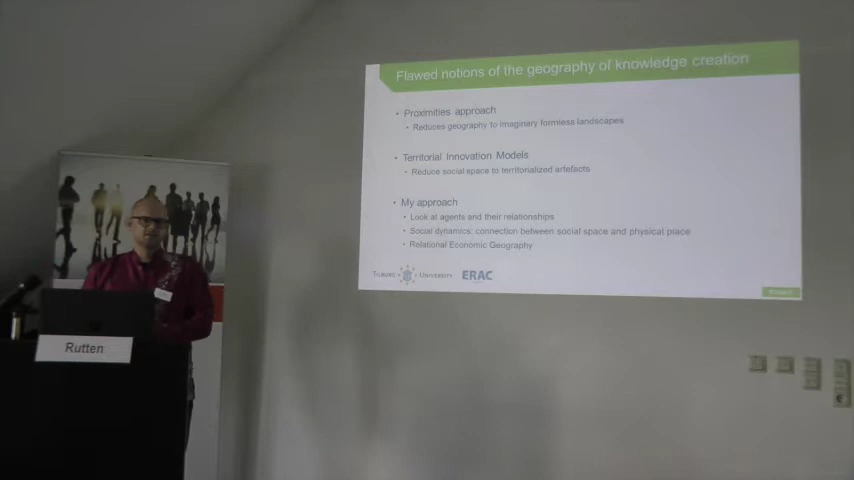 Flawed notions of the geography of knowledge creation
• Proximities approach
• Reduces geography to imaginary formless landscapes
• Territorial Innovation Models
• Reduce social space to territorialized artefacts
• My approach
• Look at agents and their relationships
• Social dynamics: connection between social space and physical place
• Relational Economic Geography
TILBURG UNIVERSITY
ERAC
Rutten